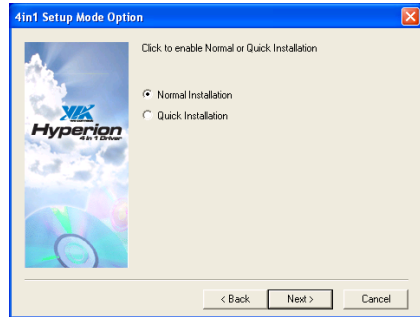 4in1 Setup Mode Option
Click to enable Normal or Quick Installation
Normal Installation
Quick Installation
VIA
Hyperion
4 in 1 Driver
< Back
Next >
Cancel